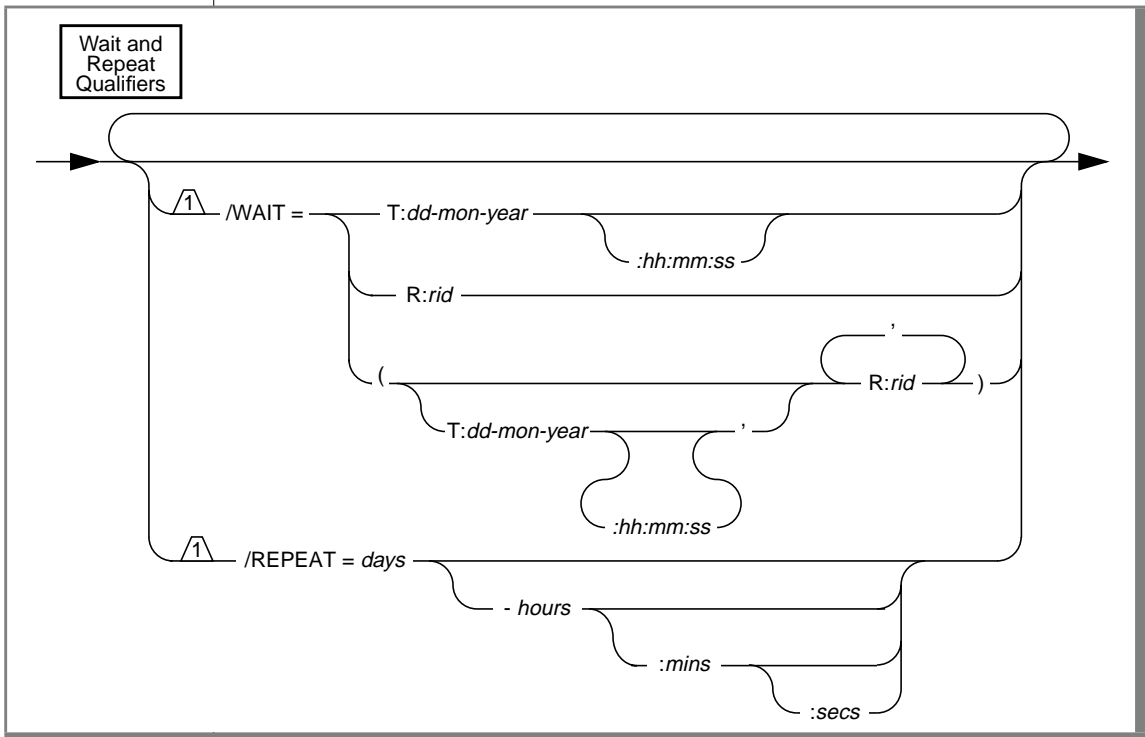 Wait and
Repeat
Qualifiers
1 /WAIT = T:dd-mon-year
:hh:mm:ss
R:rid
,
( R:rid )
T:dd-mon-year ,
:hh:mm:ss
1 /REPEAT = days
- hours
:mins
:secs